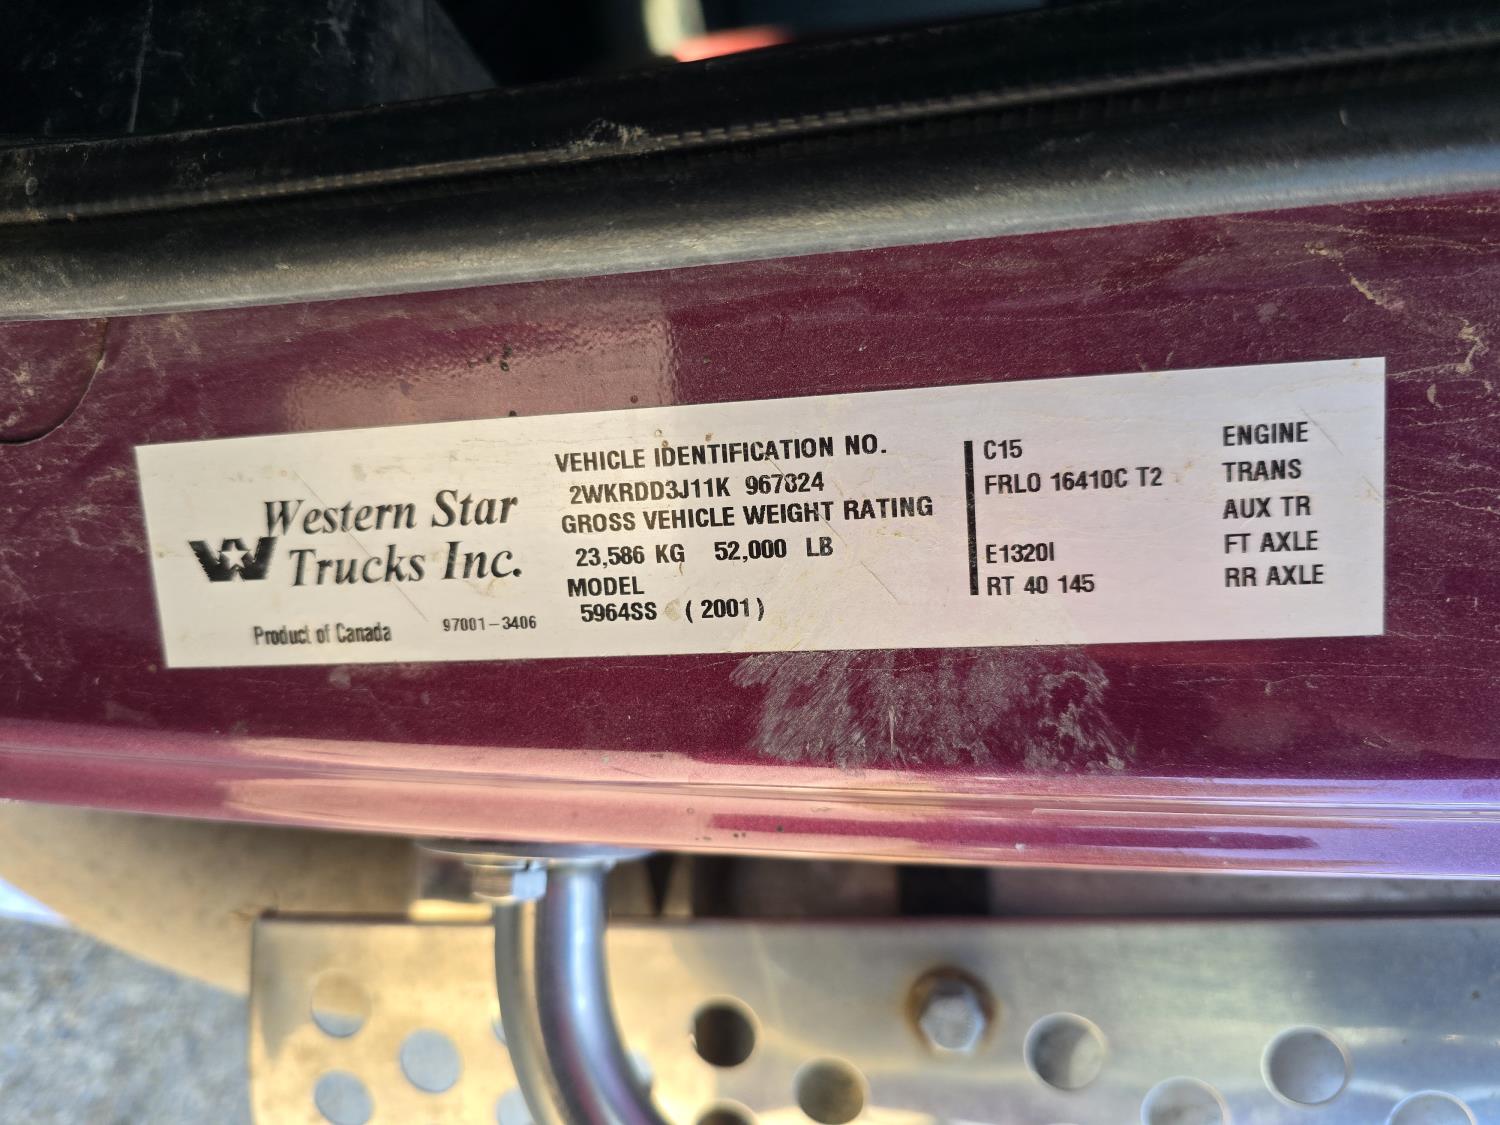 Western Star
Trucks Inc.
Product of Canada
97001-3406
VEHICLE IDENTIFICATION NO.
2WKRDD3J11K 967824
GROSS VEHICLE WEIGHT RATING
23,586 KG 52,000 LB
MODEL
5964SS (2001)
C15 ENGINE
FRLO 16410C T2 TRANS
AUX TR
E1320I FT AXLE
RT 40 145 RR AXLE